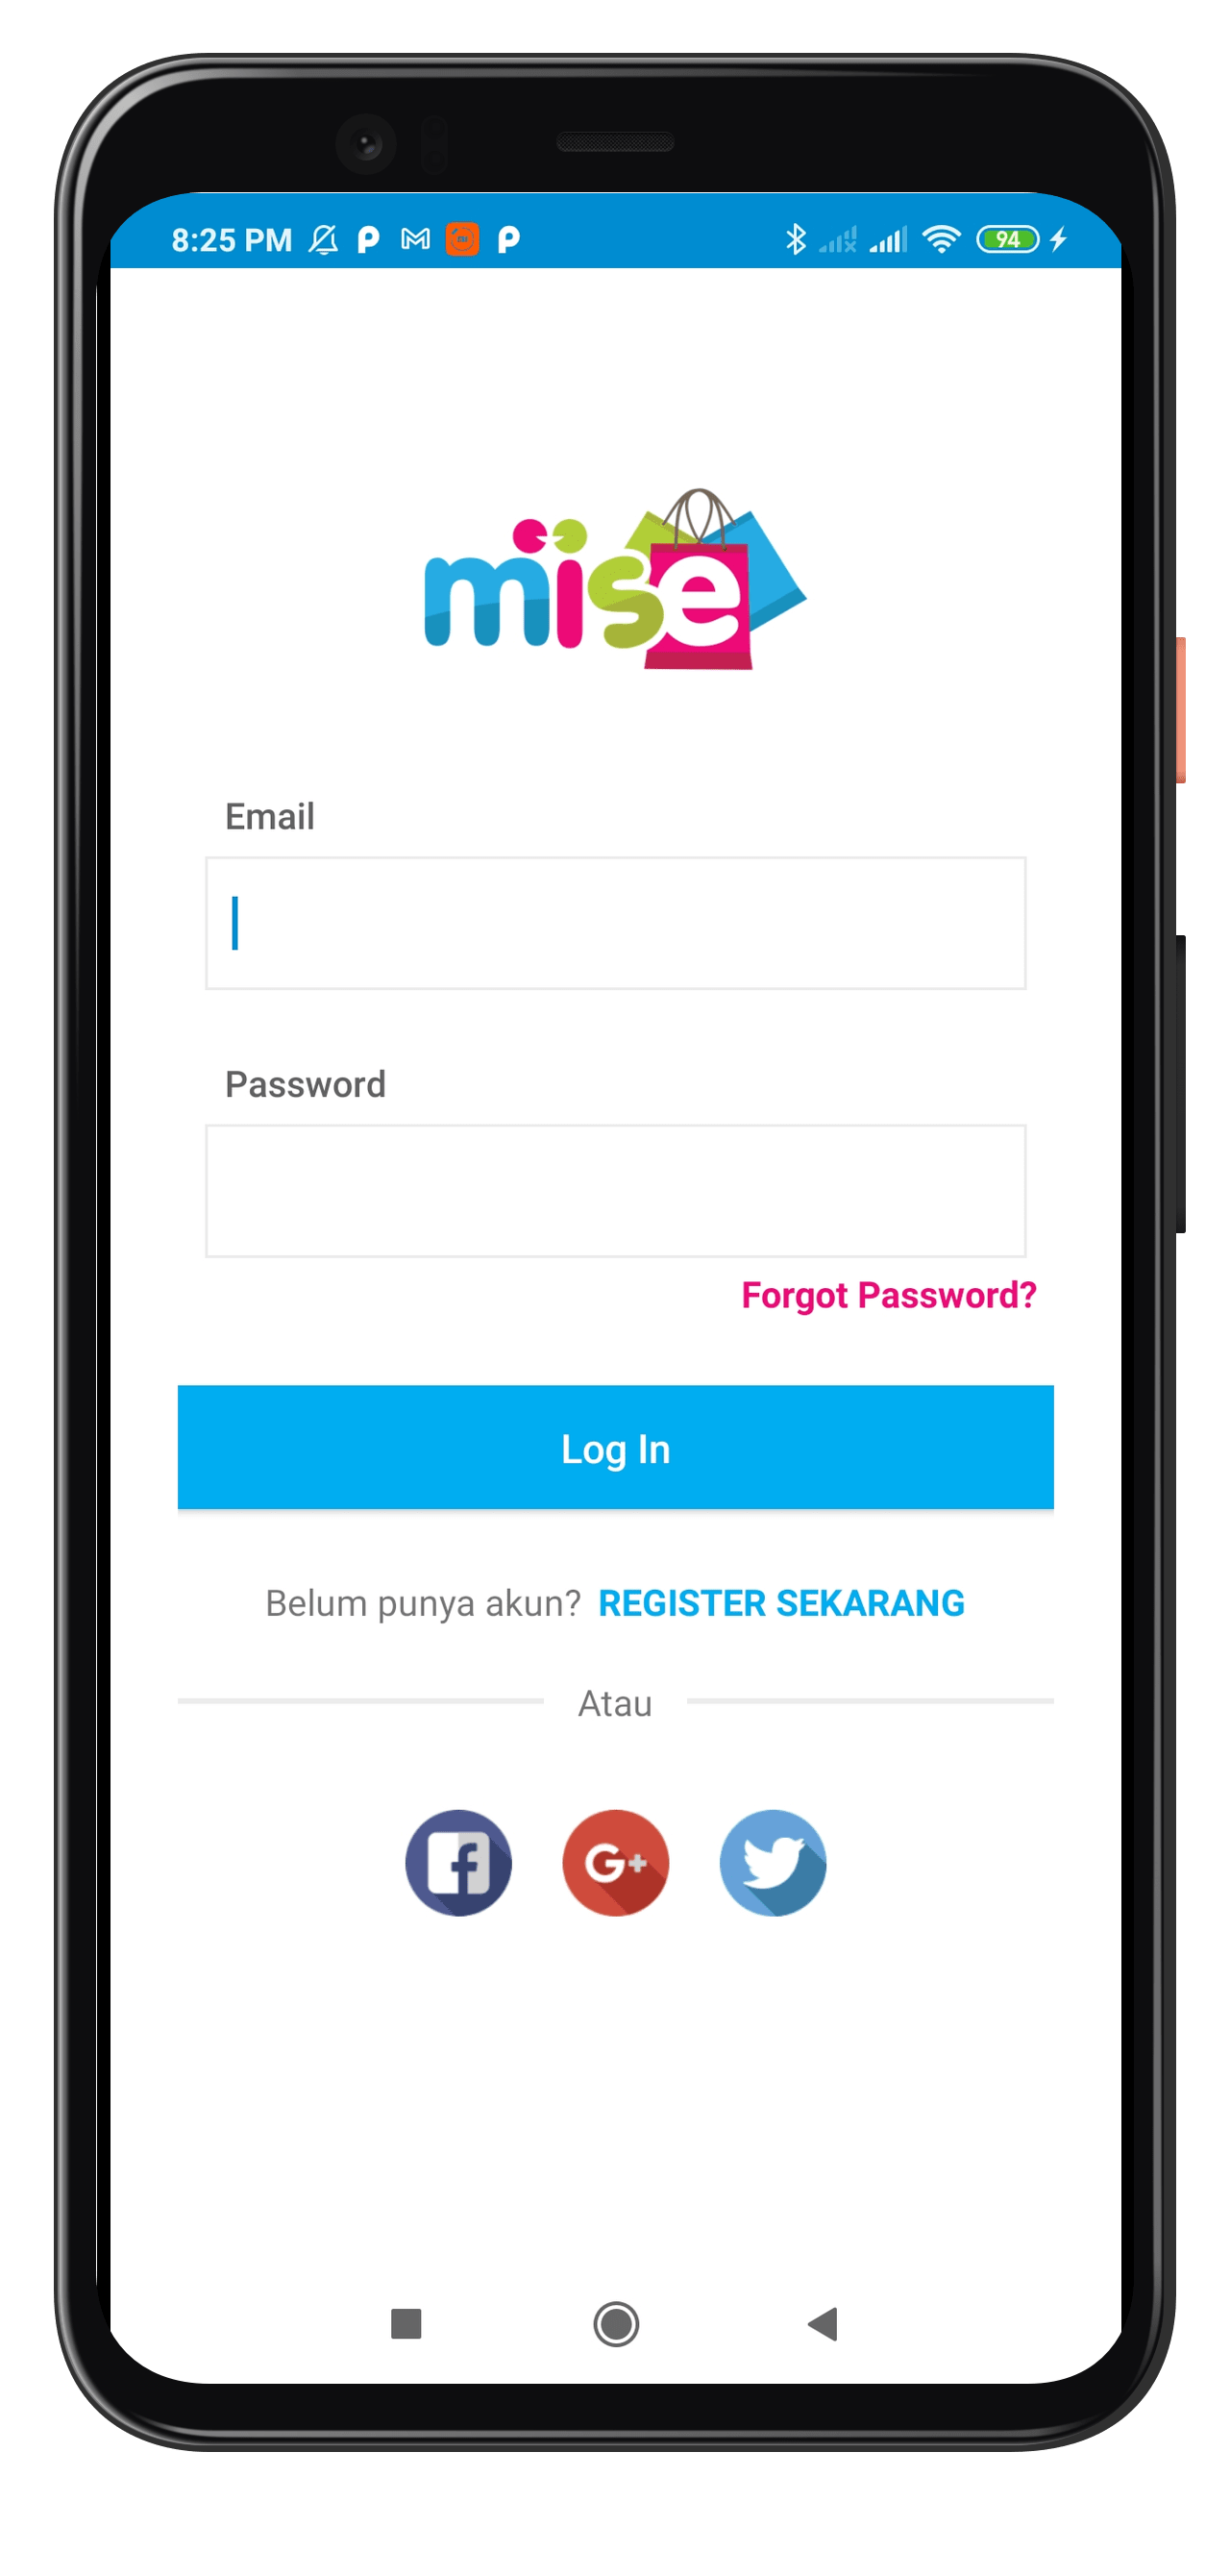 8:25 PM 94
mise
Email
Password
Forgot Password?
Log In
Belum punya akun? REGISTER SEKARANG
Atau
G+